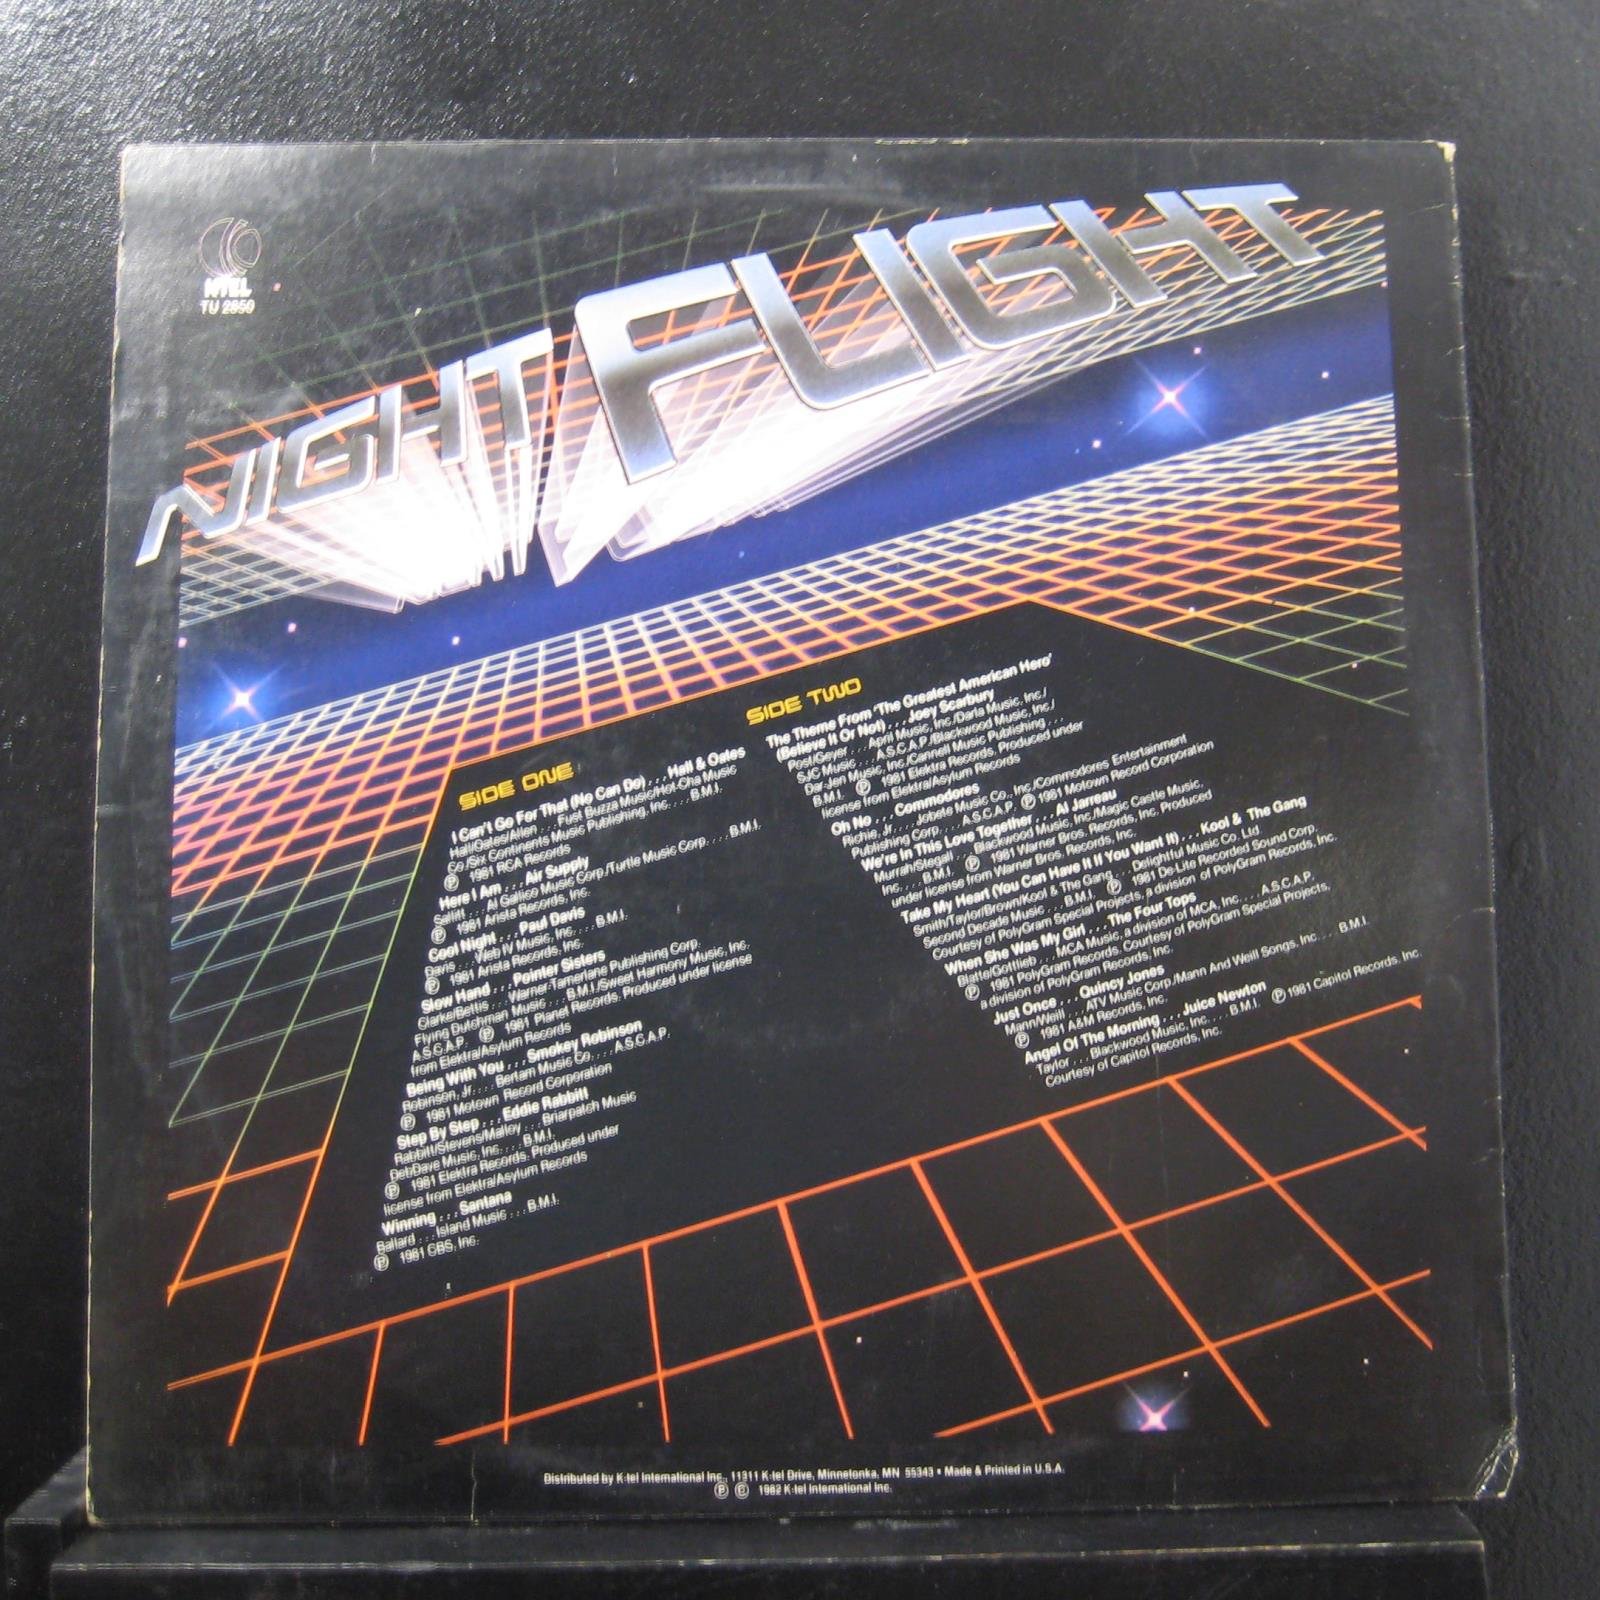 KTEL
TU 2650
NIGHT FLIGHT
SIDE ONE
I Can't Go For That (No Can Do) . . . Hall & Oates
Hall/Oates/Allen . . . Fust Buzza Music/Hot-Cha Music
Co./Six Continents Music Publishing, Inc. . . . B.M.I.
Ⓟ 1981 RCA Records
Here I Am . . . Air Supply
Sallitt . . . Al Gallico Music Corp./Turtle Music Corp. . . . B.M.I.
Ⓟ 1981 Arista Records, Inc.
Cool Night . . . Paul Davis
Davis . . . Web IV Music, Inc. . . . B.M.I.
Ⓟ 1981 Arista Records, Inc.
Slow Hand . . . Pointer Sisters
Clarke/Bettis . . . Warner-Tamerlane Publishing Corp.
Flying Dutchman Music . . . B.M.I./Sweet Harmony Music, Inc.
A.S.C.A.P. Ⓟ 1981 Planet Records. Produced under license
from Elektra/Asylum Records
Being With You . . . Smokey Robinson
Robinson, Jr. . . . Bertam Music Co. . . . A.S.C.A.P.
Ⓟ 1981 Motown Record Corporation
Step By Step . . . Eddie Rabbitt
Rabbitt/Stevens/Malloy . . . Briarpatch Music
DebDave Music, Inc. . . . B.M.I.
Ⓟ 1981 Elektra Records. Produced under
license from Elektra/Asylum Records
Winning . . . Santana
Ballard . . . Island Music . . . B.M.I.
Ⓟ 1981 CBS, Inc.
SIDE TWO
The Theme From 'The Greatest American Hero'
(Believe It Or Not) . . . Joey Scarbury
Post/Geyer . . . April Music, Inc./Darla Music, Inc./
SJC Music . . . A.S.C.A.P./Blackwood Music, Inc./
Dar-Jen Music, Inc./Cannell Music Publishing . . .
B.M.I. Ⓟ 1981 Elektra Records. Produced under
license from Elektra/Asylum Records
Oh No . . . Commodores
Richie, Jr. . . . Jobete Music Co., Inc./Commodores Entertainment
Publishing Corp. . . . A.S.C.A.P. Ⓟ 1981 Motown Record Corporation
We're In This Love Together . . . Al Jarreau
Murrah/Stegall . . . Blackwood Music, Inc./Magic Castle Music,
Inc. . . . B.M.I. Ⓟ 1981 Warner Bros. Records, Inc. Produced
under license from Warner Bros. Records, Inc.
Take My Heart (You Can Have It If You Want It) . . . Kool & The Gang
Smith/Taylor/Brown/Kool & The Gang . . . Delightful Music Co. Ltd
Second Decade Music . . . B.M.I. Ⓟ 1981 De-Lite Recorded Sound Corp.
Courtesy of PolyGram Special Projects, a division of PolyGram Records, Inc.
When She Was My Girl . . . The Four Tops
Blatte/Gottlieb . . . MCA Music, a division of MCA, Inc. . . . A.S.C.A.P.
Ⓟ 1981 PolyGram Records. Courtesy of PolyGram Special Projects,
a division of PolyGram Records, Inc.
Just Once . . . Quincy Jones
Mann/Weill . . . ATV Music Corp./Mann And Weill Songs, Inc. . . . B.M.I.
Ⓟ 1981 A&M Records, Inc.
Angel Of The Morning . . . Juice Newton
Taylor . . . Blackwood Music, Inc. . . . B.M.I. Ⓟ 1981 Capitol Records, Inc.
Courtesy of Capitol Records, Inc.
Distributed by K-tel International Inc., 11311 K-tel Drive, Minnetonka, MN 55343 • Made & Printed in U.S.A.
Ⓟ © 1982 K-tel International Inc.